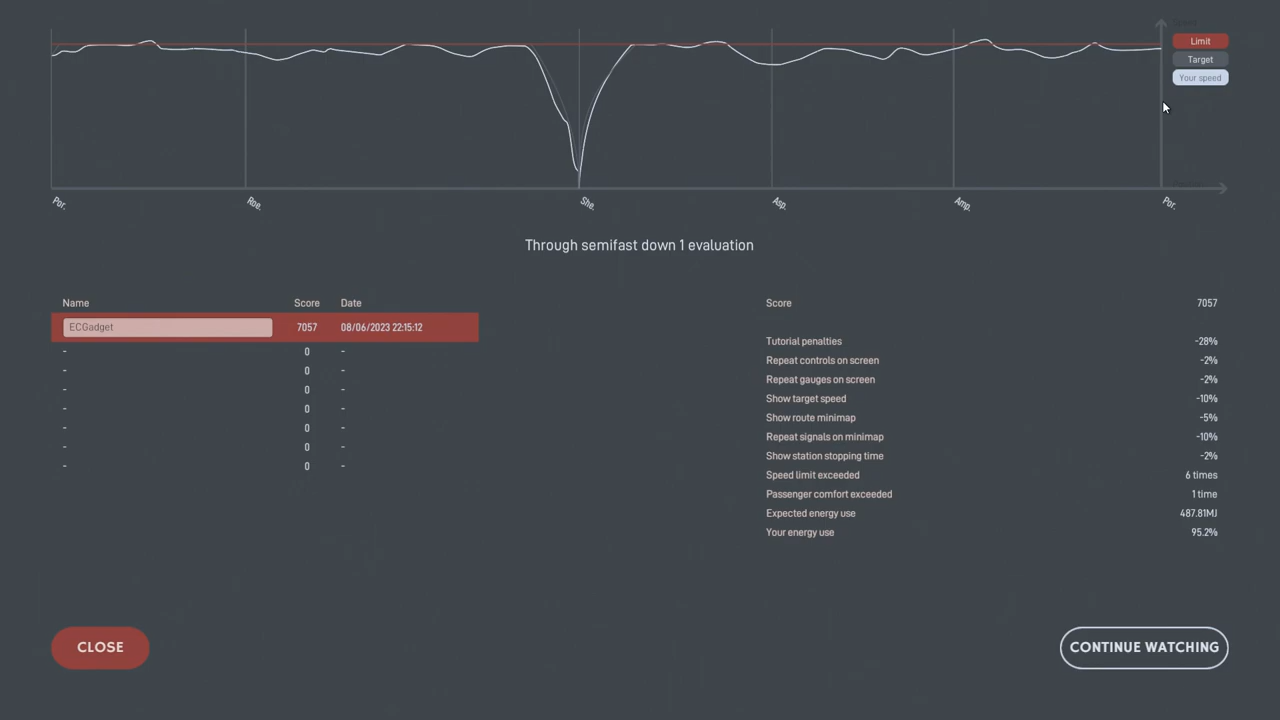 Limit
Target
Your speed
Por.
Roe.
She.
Asp.
Amp.
Por.
Through semifast down 1 evaluation
Name Score Date
ECGadget 7057 08/06/2023 22:15:12
- 0 -
- 0 -
- 0 -
- 0 -
- 0 -
- 0 -
- 0 -
Score 7057
Tutorial penalties -28%
Repeat controls on screen -2%
Repeat gauges on screen -2%
Show target speed -10%
Show route minimap -5%
Repeat signals on minimap -10%
Show station stopping time -2%
Speed limit exceeded 6 times
Passenger comfort exceeded 1 time
Expected energy use 487.81MJ
Your energy use 95.2%
CLOSE
CONTINUE WATCHING